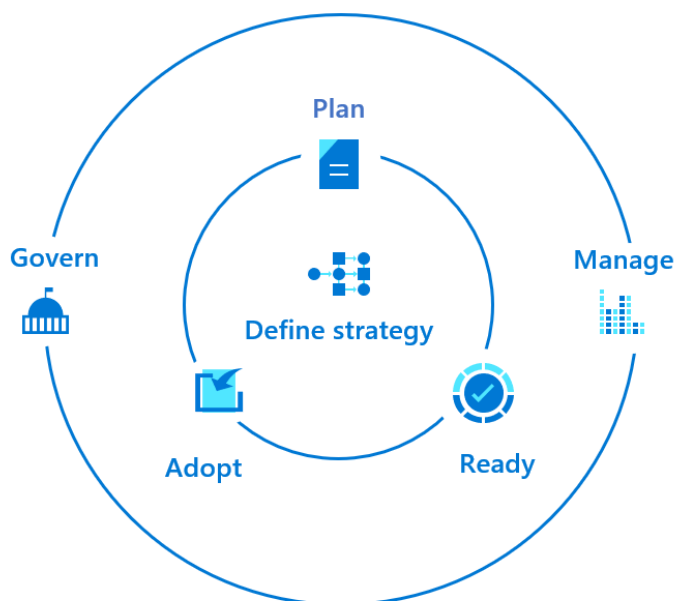 Plan
Govern
Manage
Define strategy
Adopt
Ready